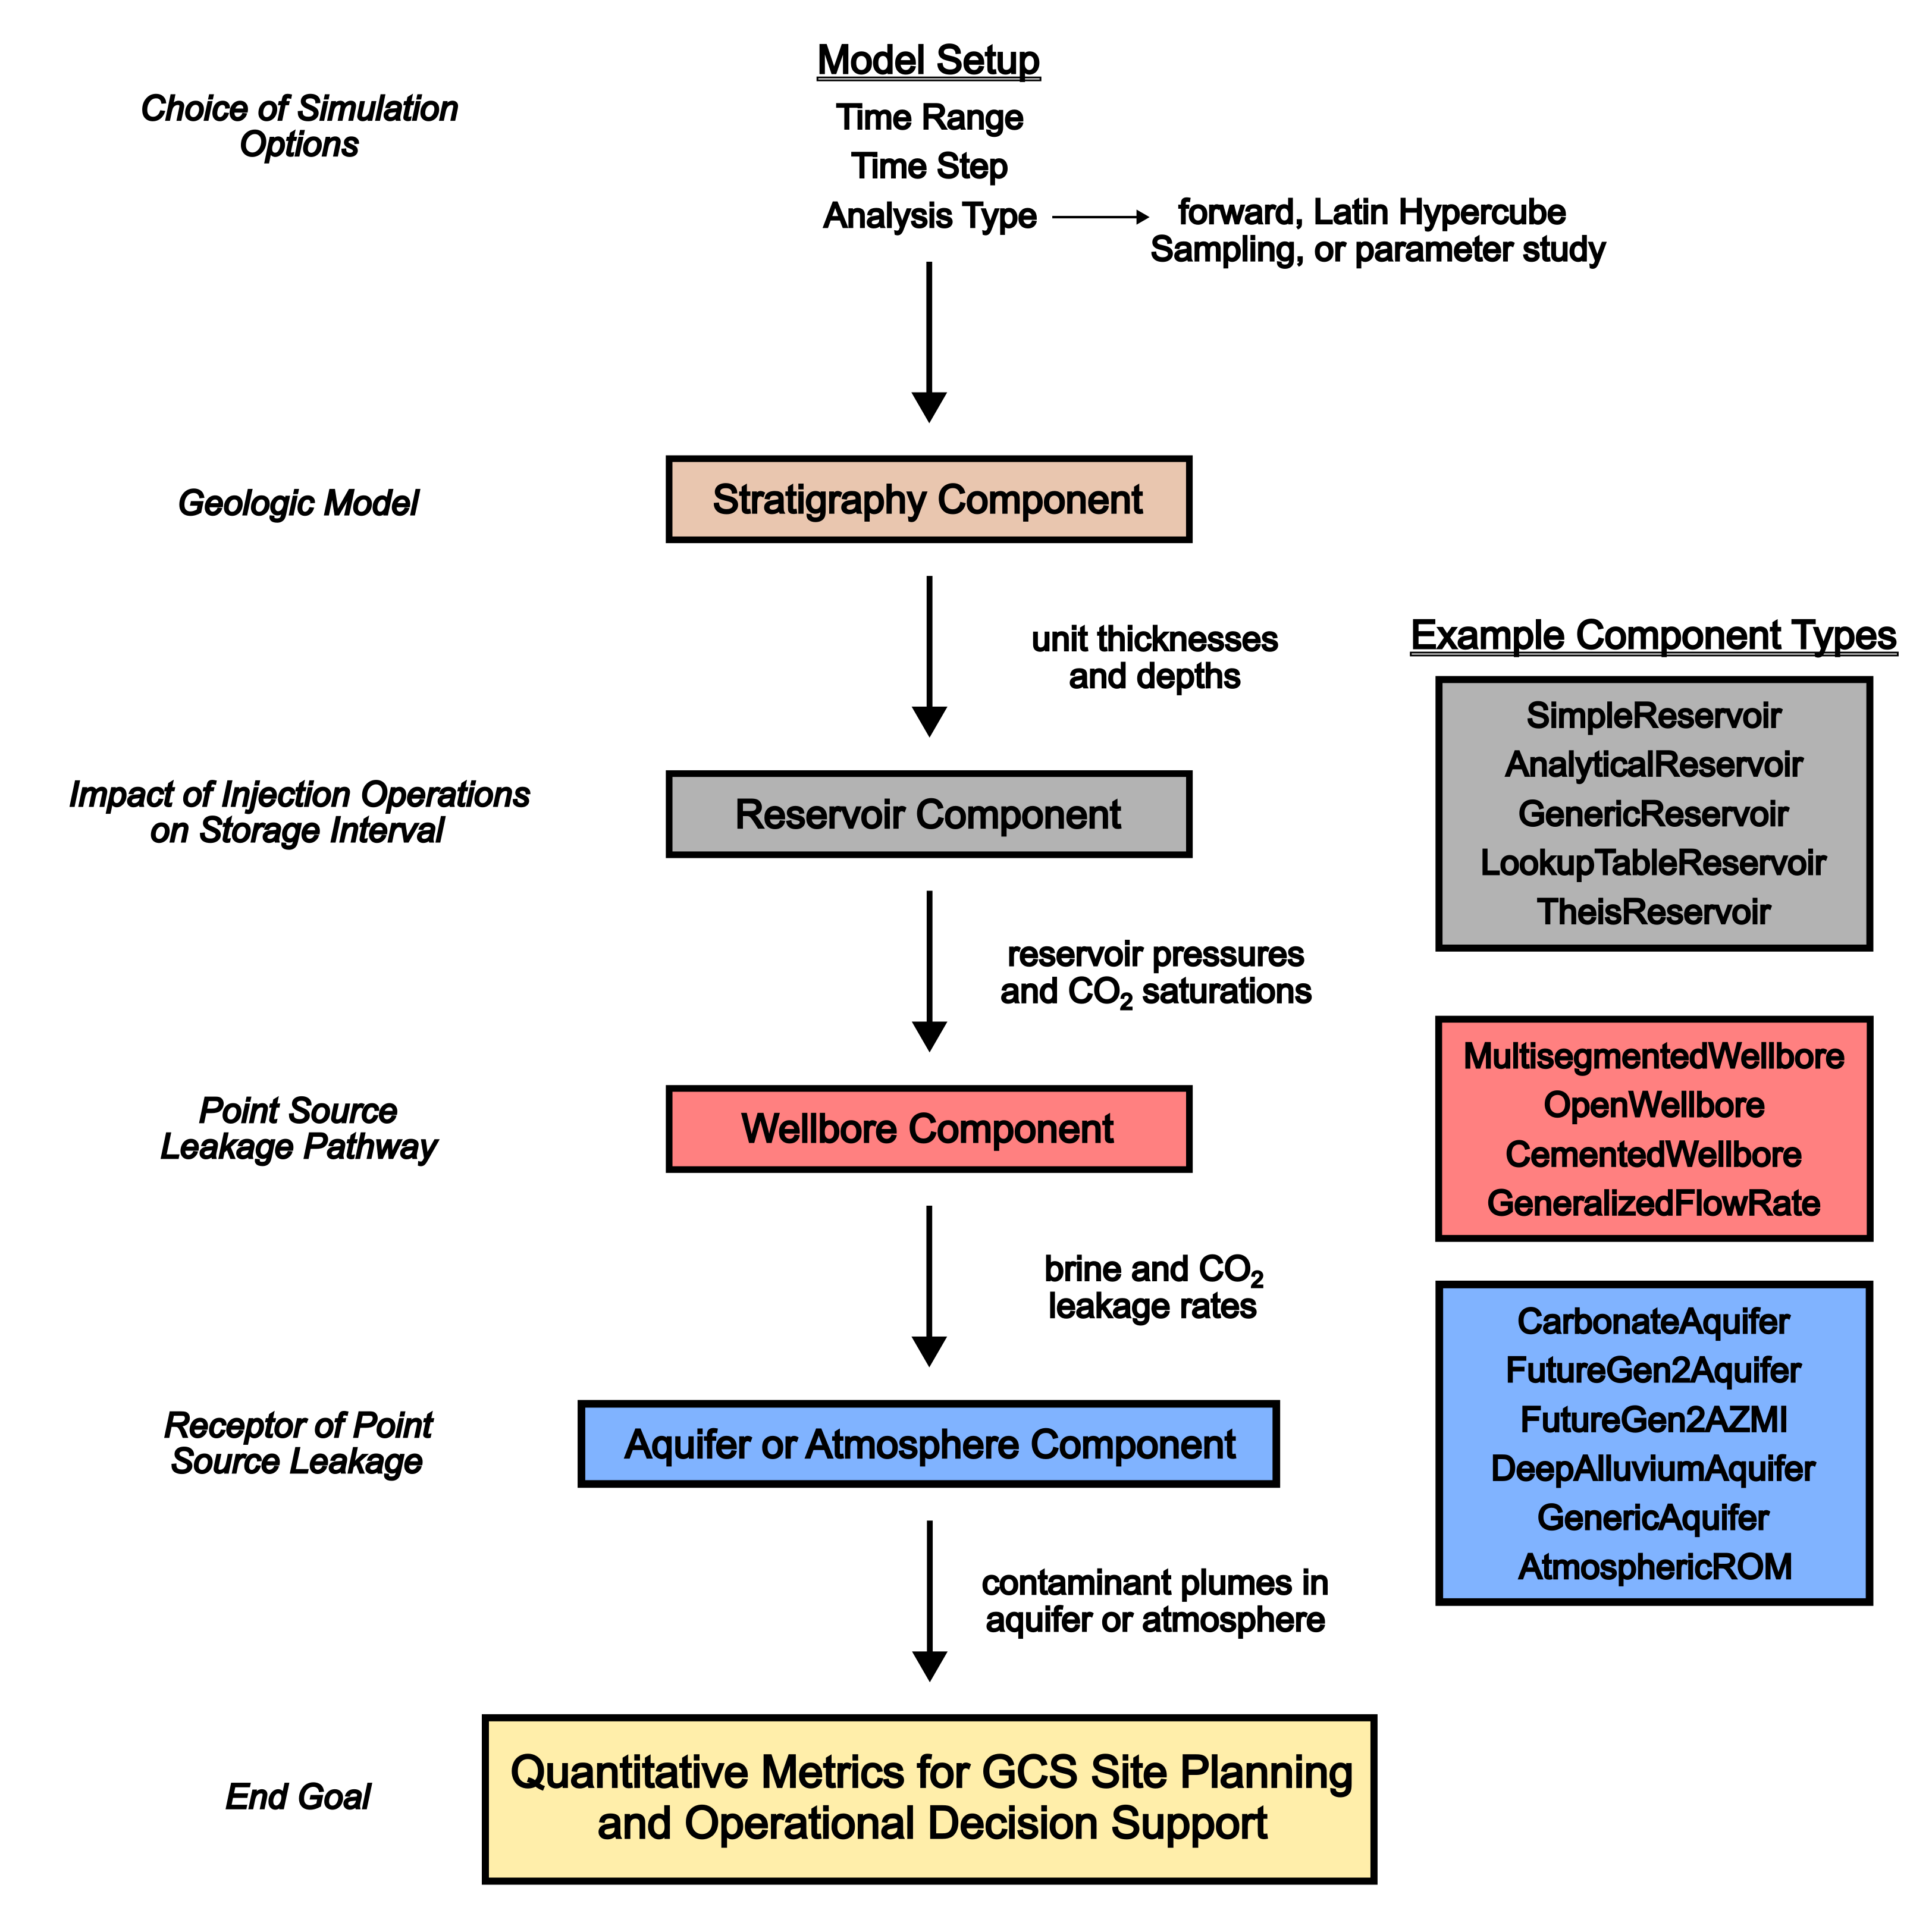 Model Setup
Choice of Simulation
Options
Time Range
Time Step
Analysis Type
forward, Latin Hypercube
Sampling, or parameter study
Geologic Model
Stratigraphy Component
unit thicknesses
and depths
Impact of Injection Operations
on Storage Interval
Reservoir Component
reservoir pressures
and CO₂ saturations
Point Source
Leakage Pathway
Wellbore Component
brine and CO₂
leakage rates
Receptor of Point
Source Leakage
Aquifer or Atmosphere Component
contaminant plumes in
aquifer or atmosphere
End Goal
Quantitative Metrics for GCS Site Planning
and Operational Decision Support
Example Component Types
SimpleReservoir
AnalyticalReservoir
GenericReservoir
LookupTableReservoir
TheisReservoir
MultisegmentedWellbore
OpenWellbore
CementedWellbore
GeneralizedFlowRate
CarbonateAquifer
FutureGen2Aquifer
FutureGen2AZMI
DeepAlluviumAquifer
GenericAquifer
AtmosphericROM